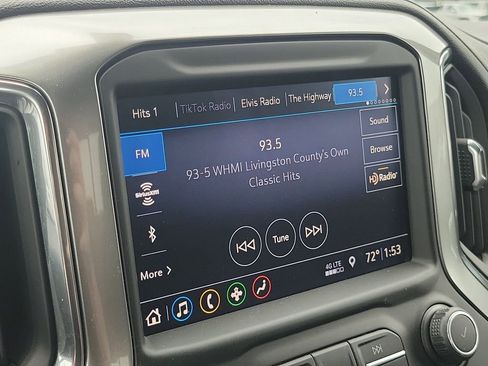 Hits 1 TikTok Radio Elvis Radio The Highway 93.5
FM
93.5
Sound
93-5 WHMI Livingston County's Own
Classic Hits
Browse
SiriusXM
HD Radio
Tune
More
4G LTE
72° 1:53